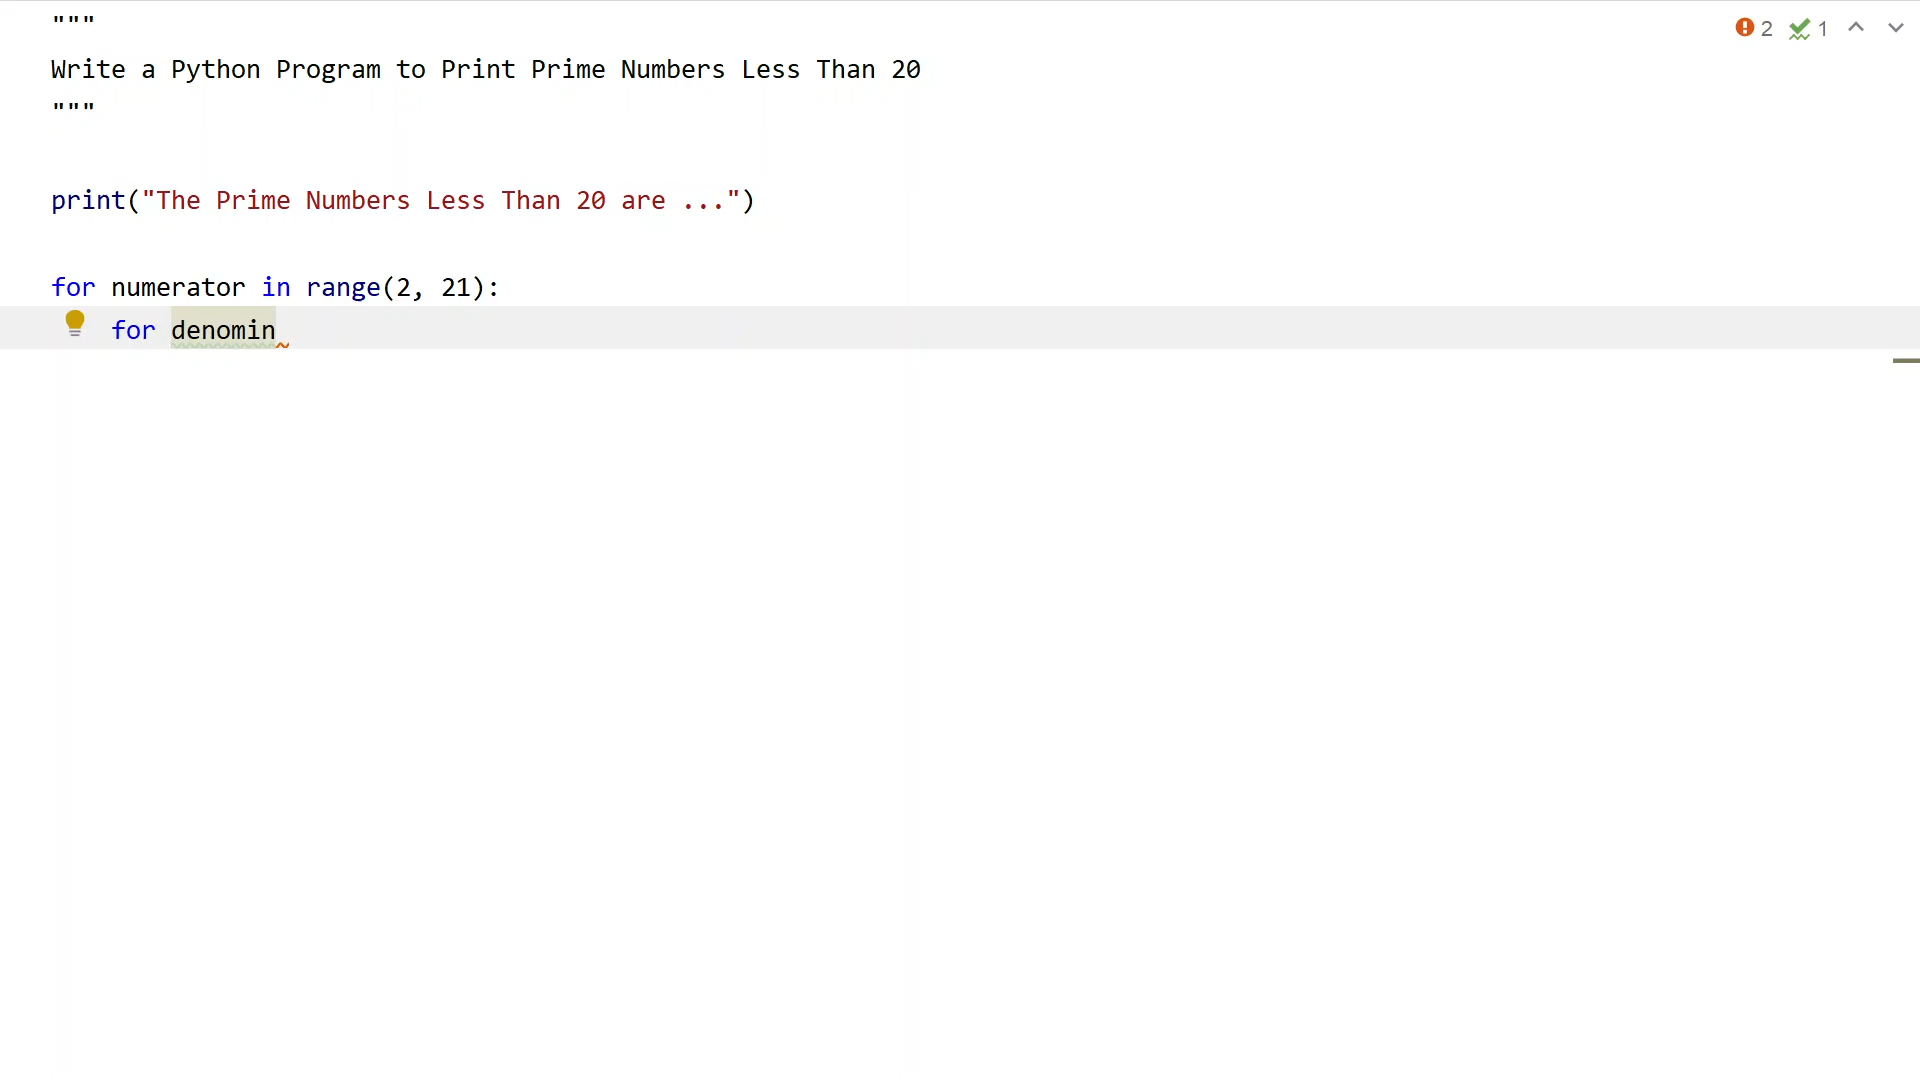 """
2 1
Write a Python Program to Print Prime Numbers Less Than 20
"""
print("The Prime Numbers Less Than 20 are ...")
for numerator in range(2, 21):
for denomin